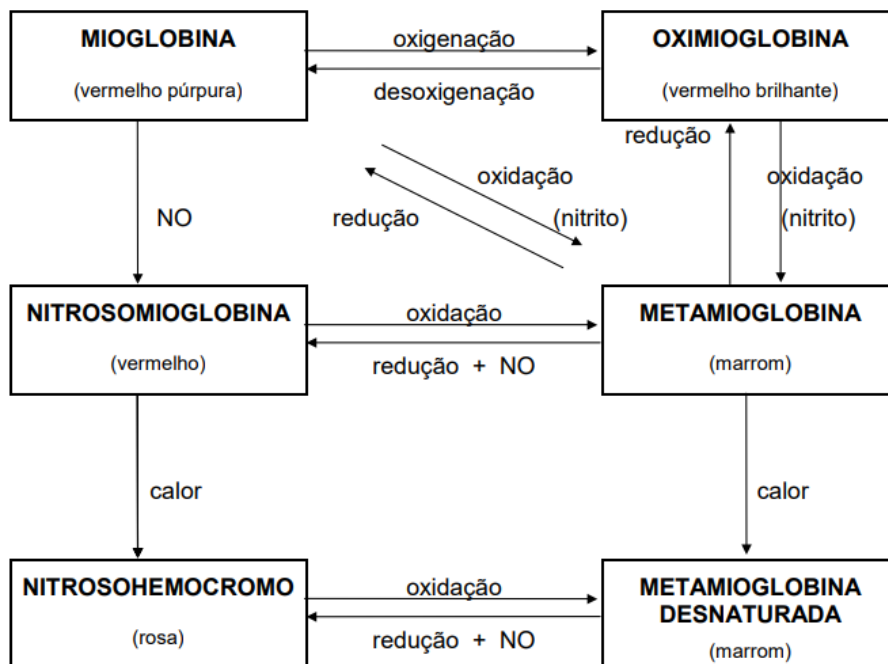 MIOGLOBINA
(vermelho púrpura)
oxigenação
desoxigenação
OXIMIOGLOBINA
(vermelho brilhante)
NO
redução
oxidação
(nitrito)
redução
oxidação
(nitrito)
NITROSOMIOGLOBINA
(vermelho)
oxidação
redução + NO
METAMIOGLOBINA
(marrom)
calor
calor
NITROSOHEMOCROMO
(rosa)
oxidação
redução + NO
METAMIOGLOBINA
DESNATURADA
(marrom)